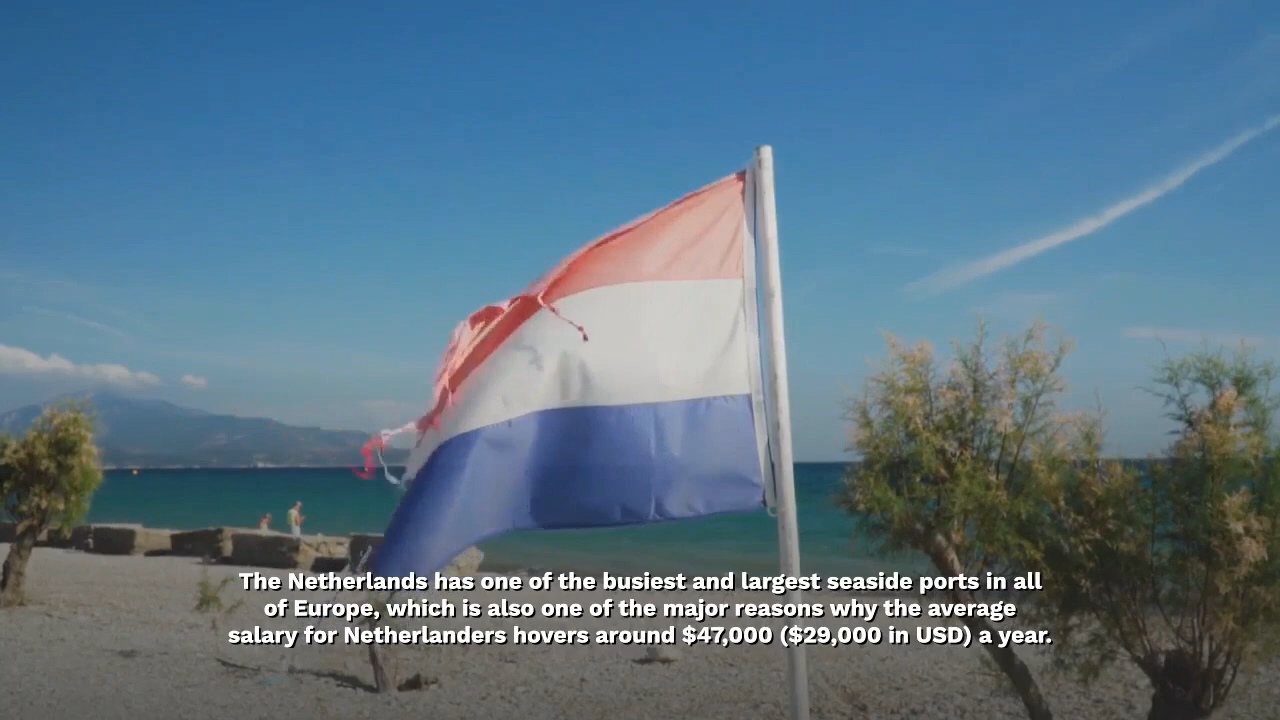 The Netherlands has one of the busiest and largest seaside ports in all
of Europe, which is also one of the major reasons why the average
salary for Netherlanders hovers around $47,000 ($29,000 in USD) a year.